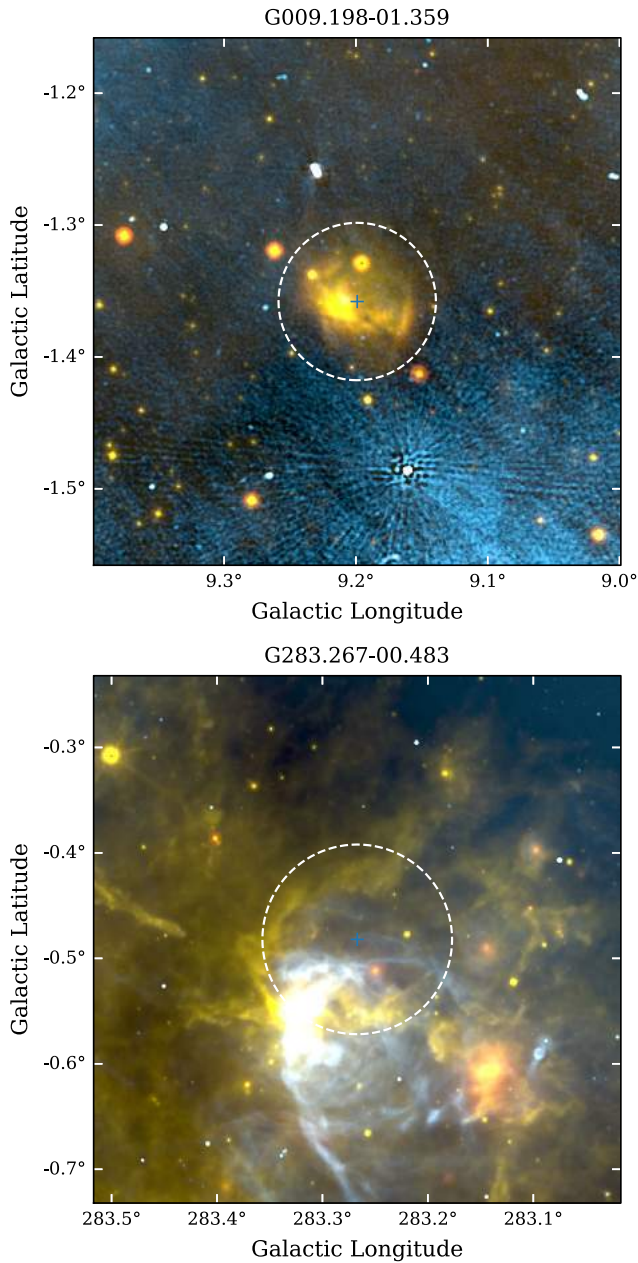 G009.198-01.359
-1.2°
-1.3°
-1.4°
-1.5°
Galactic Latitude
9.3° 9.2° 9.1° 9.0°
Galactic Longitude
G283.267-00.483
-0.3°
-0.4°
-0.5°
-0.6°
-0.7°
Galactic Latitude
283.5° 283.4° 283.3° 283.2° 283.1°
Galactic Longitude